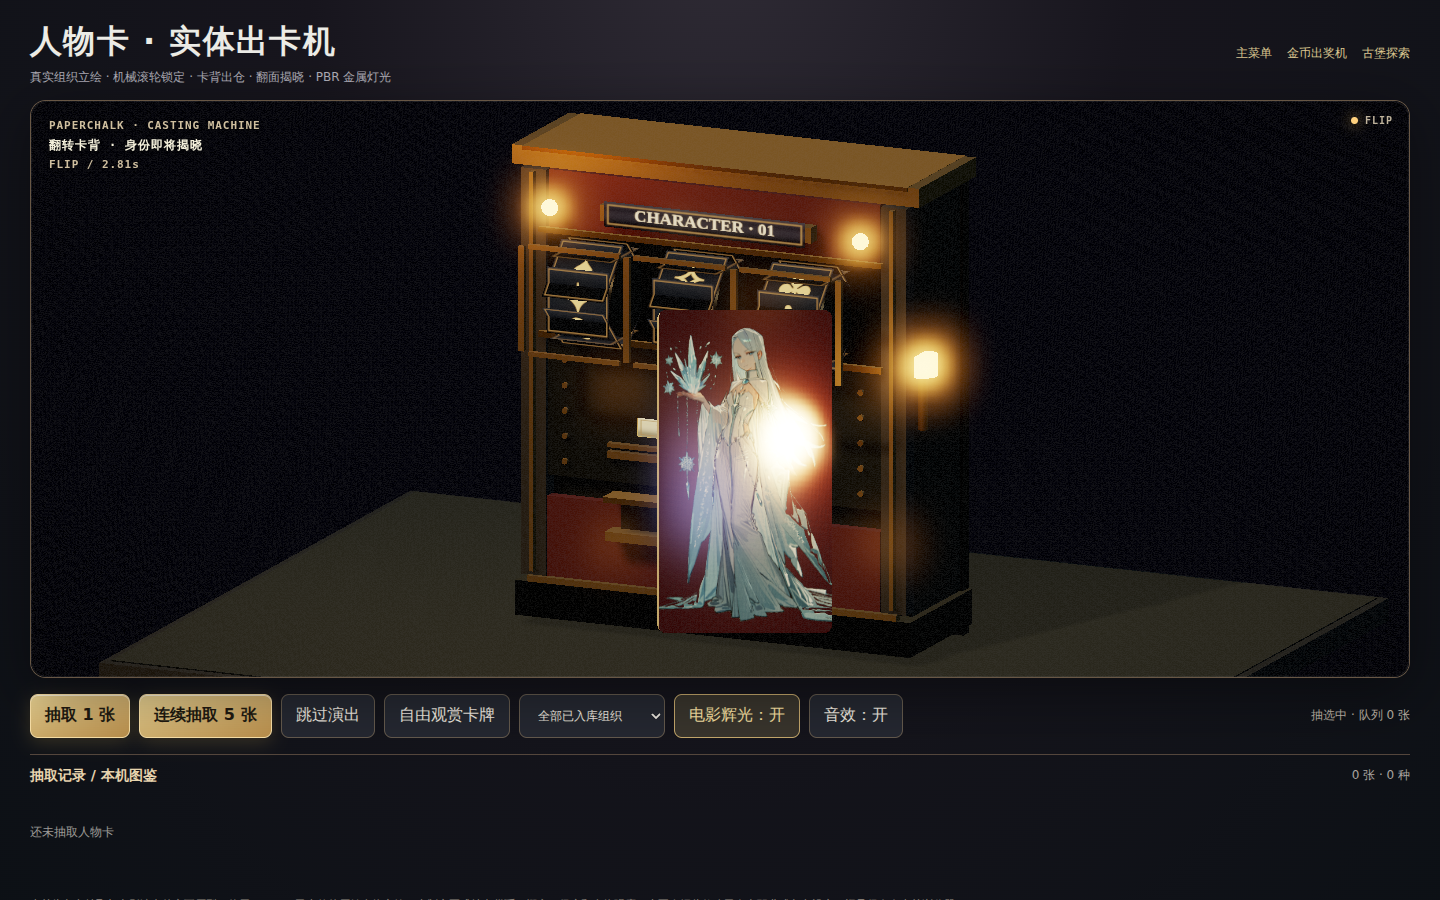 人物卡 · 实体出卡机
真实组织立绘 · 机械滚轮锁定 · 卡背出仓 · 翻面揭晓 · PBR 金属灯光
主菜单 金币出奖机 古堡探索
PAPERCHALK · CASTING MACHINE
翻转卡背 · 身份即将揭晓
FLIP / 2.81s
FLIP
CHARACTER · 01
抽取 1 张 连续抽取 5 张 跳过演出 自由观赏卡牌 全部已入库组织 电影辉光：开 音效：开
抽选中 · 队列 0 张
抽取记录 / 本机图鉴
0 张 · 0 种
还未抽取人物卡